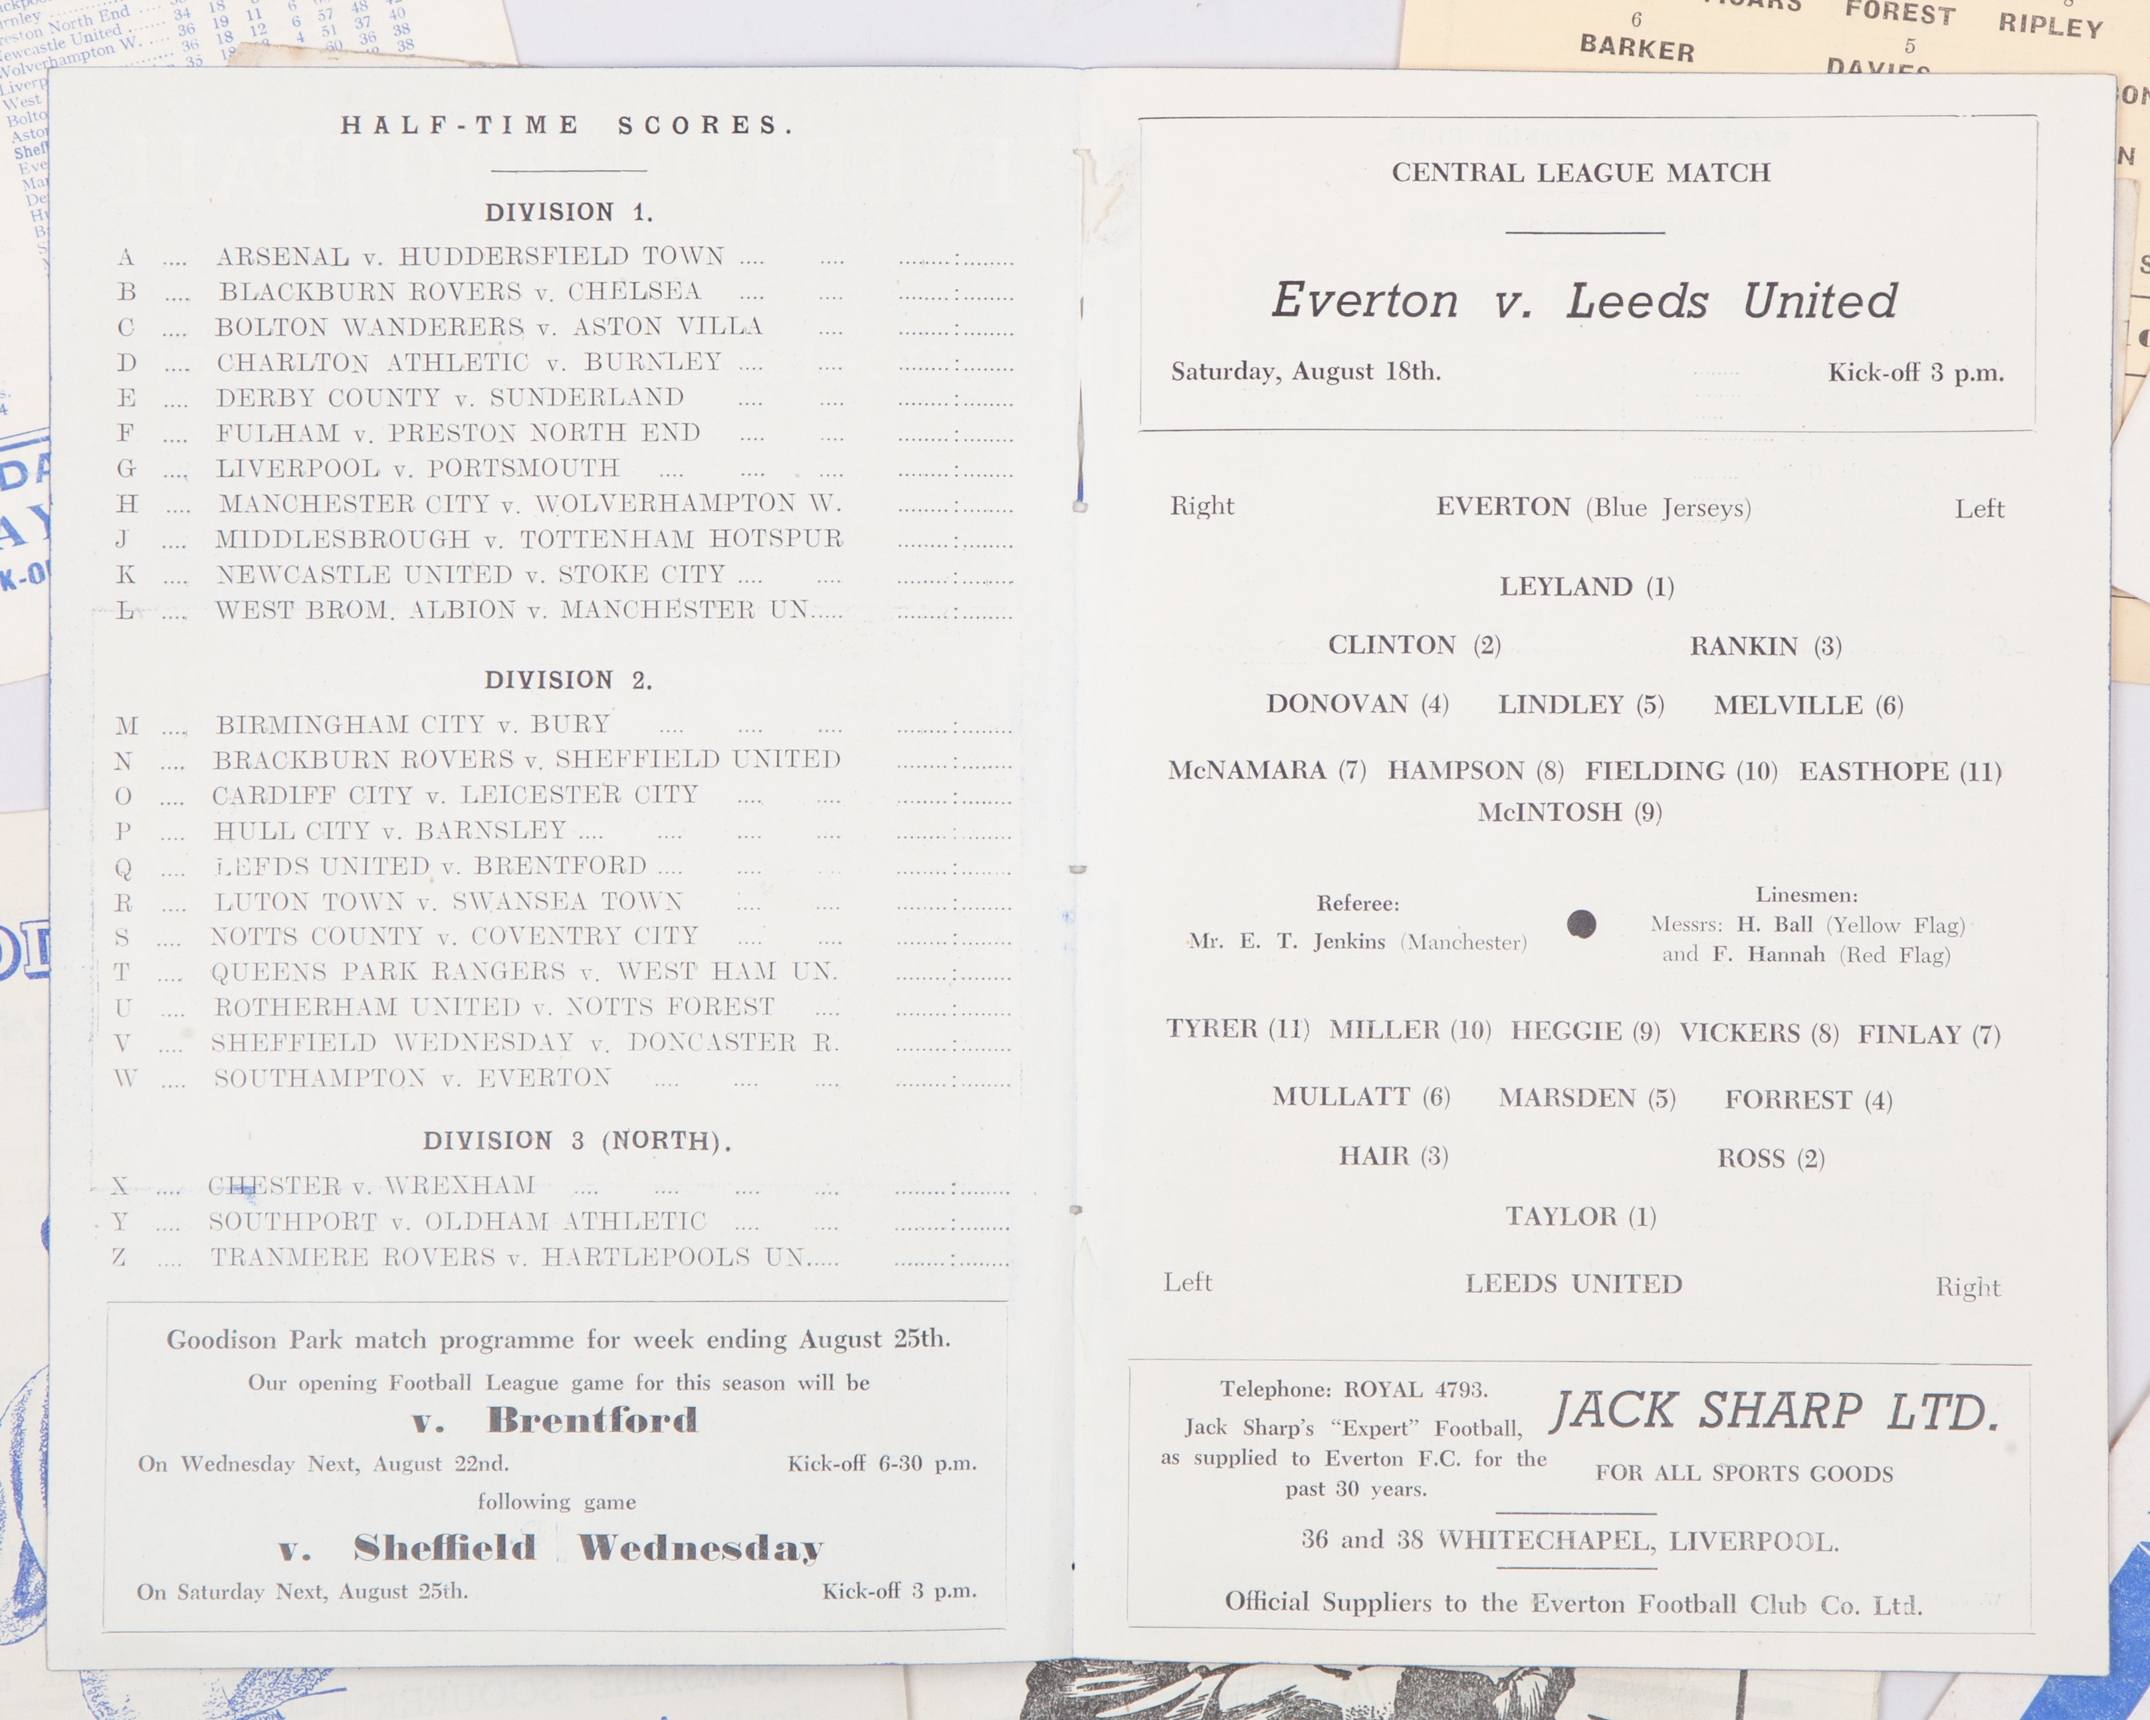 HALF-TIME SCORES.
DIVISION 1.
A .... ARSENAL v. HUDDERSFIELD TOWN .... .... ........:........
B .... BLACKBURN ROVERS v. CHELSEA .... .... ........:........
C .... BOLTON WANDERERS v. ASTON VILLA .... ........:........
D .... CHARLTON ATHLETIC v. BURNLEY .... .... ........:........
E .... DERBY COUNTY v. SUNDERLAND .... .... ........:........
F .... FULHAM v. PRESTON NORTH END .... .... ........:........
G .... LIVERPOOL v. PORTSMOUTH .... .... .... ........:........
H .... MANCHESTER CITY v. WOLVERHAMPTON W. ........:........
J .... MIDDLESBROUGH v. TOTTENHAM HOTSPUR ........:........
K .... NEWCASTLE UNITED v. STOKE CITY .... .... ........:........
L .... WEST BROM. ALBION v. MANCHESTER UN..... ........:........
DIVISION 2.
M .... BIRMINGHAM CITY v. BURY .... .... .... ........:........
N .... BRACKBURN ROVERS v. SHEFFIELD UNITED ........:........
O .... CARDIFF CITY v. LEICESTER CITY .... .... ........:........
P .... HULL CITY v. BARNSLEY .... .... .... .... ........:........
Q .... LEFDS UNITED v. BRENTFORD .... .... .... ........:........
R .... LUTON TOWN v. SWANSEA TOWN .... .... ........:........
S .... NOTTS COUNTY v. COVENTRY CITY .... .... ........:........
T .... QUEENS PARK RANGERS v. WEST HAM UN. ........:........
U .... ROTHERHAM UNITED v. NOTTS FOREST .... ........:........
V .... SHEFFIELD WEDNESDAY v. DONCASTER R. ........:........
W .... SOUTHAMPTON v. EVERTON .... .... .... ........:........
DIVISION 3 (NORTH).
X .... CHESTER v. WREXHAM .... .... .... .... ........:........
Y .... SOUTHPORT v. OLDHAM ATHLETIC .... .... ........:........
Z .... TRANMERE ROVERS v. HARTLEPOOLS UN..... ........:........
Goodison Park match programme for week ending August 25th.
Our opening Football League game for this season will be
v. Brentford
On Wednesday Next, August 22nd. Kick-off 6-30 p.m.
following game
v. Sheffield Wednesday
On Saturday Next, August 25th. Kick-off 3 p.m.
CENTRAL LEAGUE MATCH
Everton v. Leeds United
Saturday, August 18th. Kick-off 3 p.m.
Right EVERTON (Blue Jerseys) Left
LEYLAND (1)
CLINTON (2) RANKIN (3)
DONOVAN (4) LINDLEY (5) MELVILLE (6)
McNAMARA (7) HAMPSON (8) FIELDING (10) EASTHOPE (11)
McINTOSH (9)
Referee:
Mr. E. T. Jenkins (Manchester)
Linesmen:
Messrs: H. Ball (Yellow Flag)
and F. Hannah (Red Flag)
TYRER (11) MILLER (10) HEGGIE (9) VICKERS (8) FINLAY (7)
MULLATT (6) MARSDEN (5) FORREST (4)
HAIR (3) ROSS (2)
TAYLOR (1)
Left LEEDS UNITED Right
Telephone: ROYAL 4793.
Jack Sharp's "Expert" Football,
as supplied to Everton F.C. for the
past 30 years.
JACK SHARP LTD.
FOR ALL SPORTS GOODS
36 and 38 WHITECHAPEL, LIVERPOOL.
Official Suppliers to the Everton Football Club Co. Ltd.
6
BARKER
FOREST
5
DAVIES
RIPLEY
reston North End
Newcastle United
Wolverhampton W.